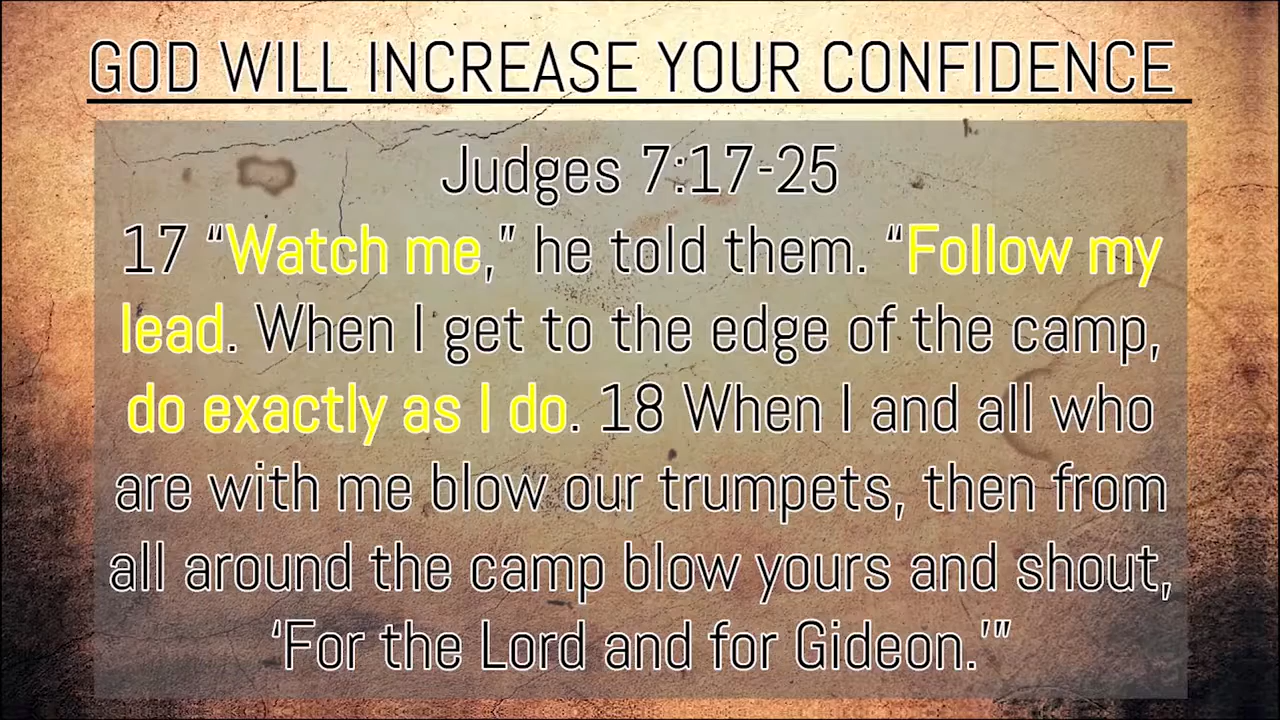 GOD WILL INCREASE YOUR CONFIDENCE
Judges 7:17-25
17 “Watch me,” he told them. “Follow my
lead. When I get to the edge of the camp,
do exactly as I do. 18 When I and all who
are with me blow our trumpets, then from
all around the camp blow yours and shout,
‘For the Lord and for Gideon.’”